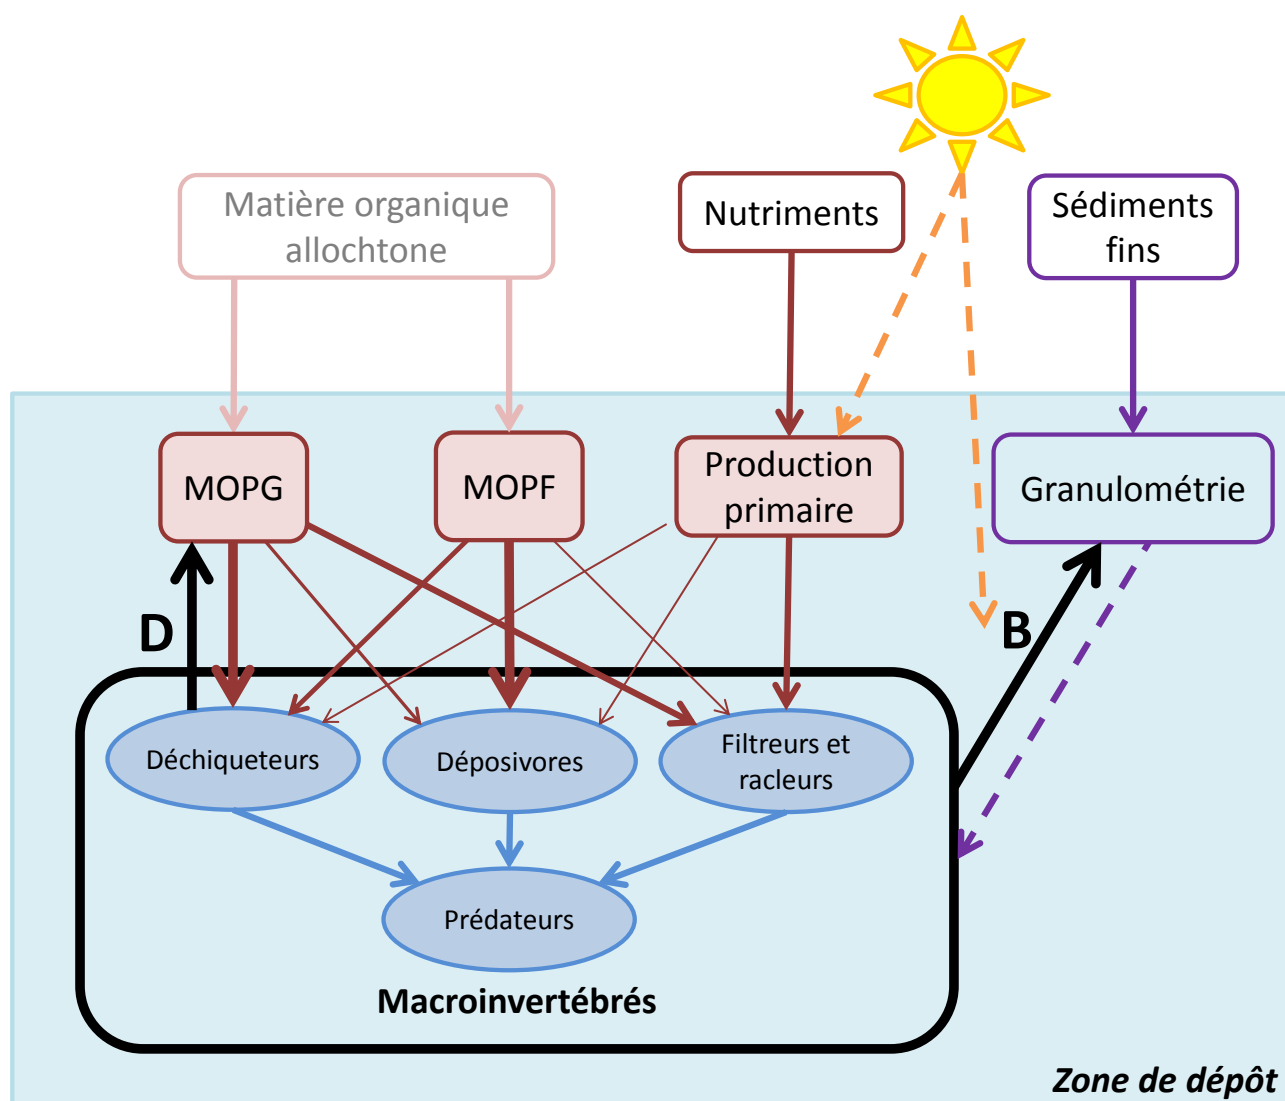 Matière organique
allochtone
Nutriments
Sédiments
fins
MOPG
MOPF
Production
primaire
Granulométrie
D
B
Déchiqueteurs
Déposivores
Filtreurs et
racleurs
Prédateurs
Macroinvertébrés
Zone de dépôt